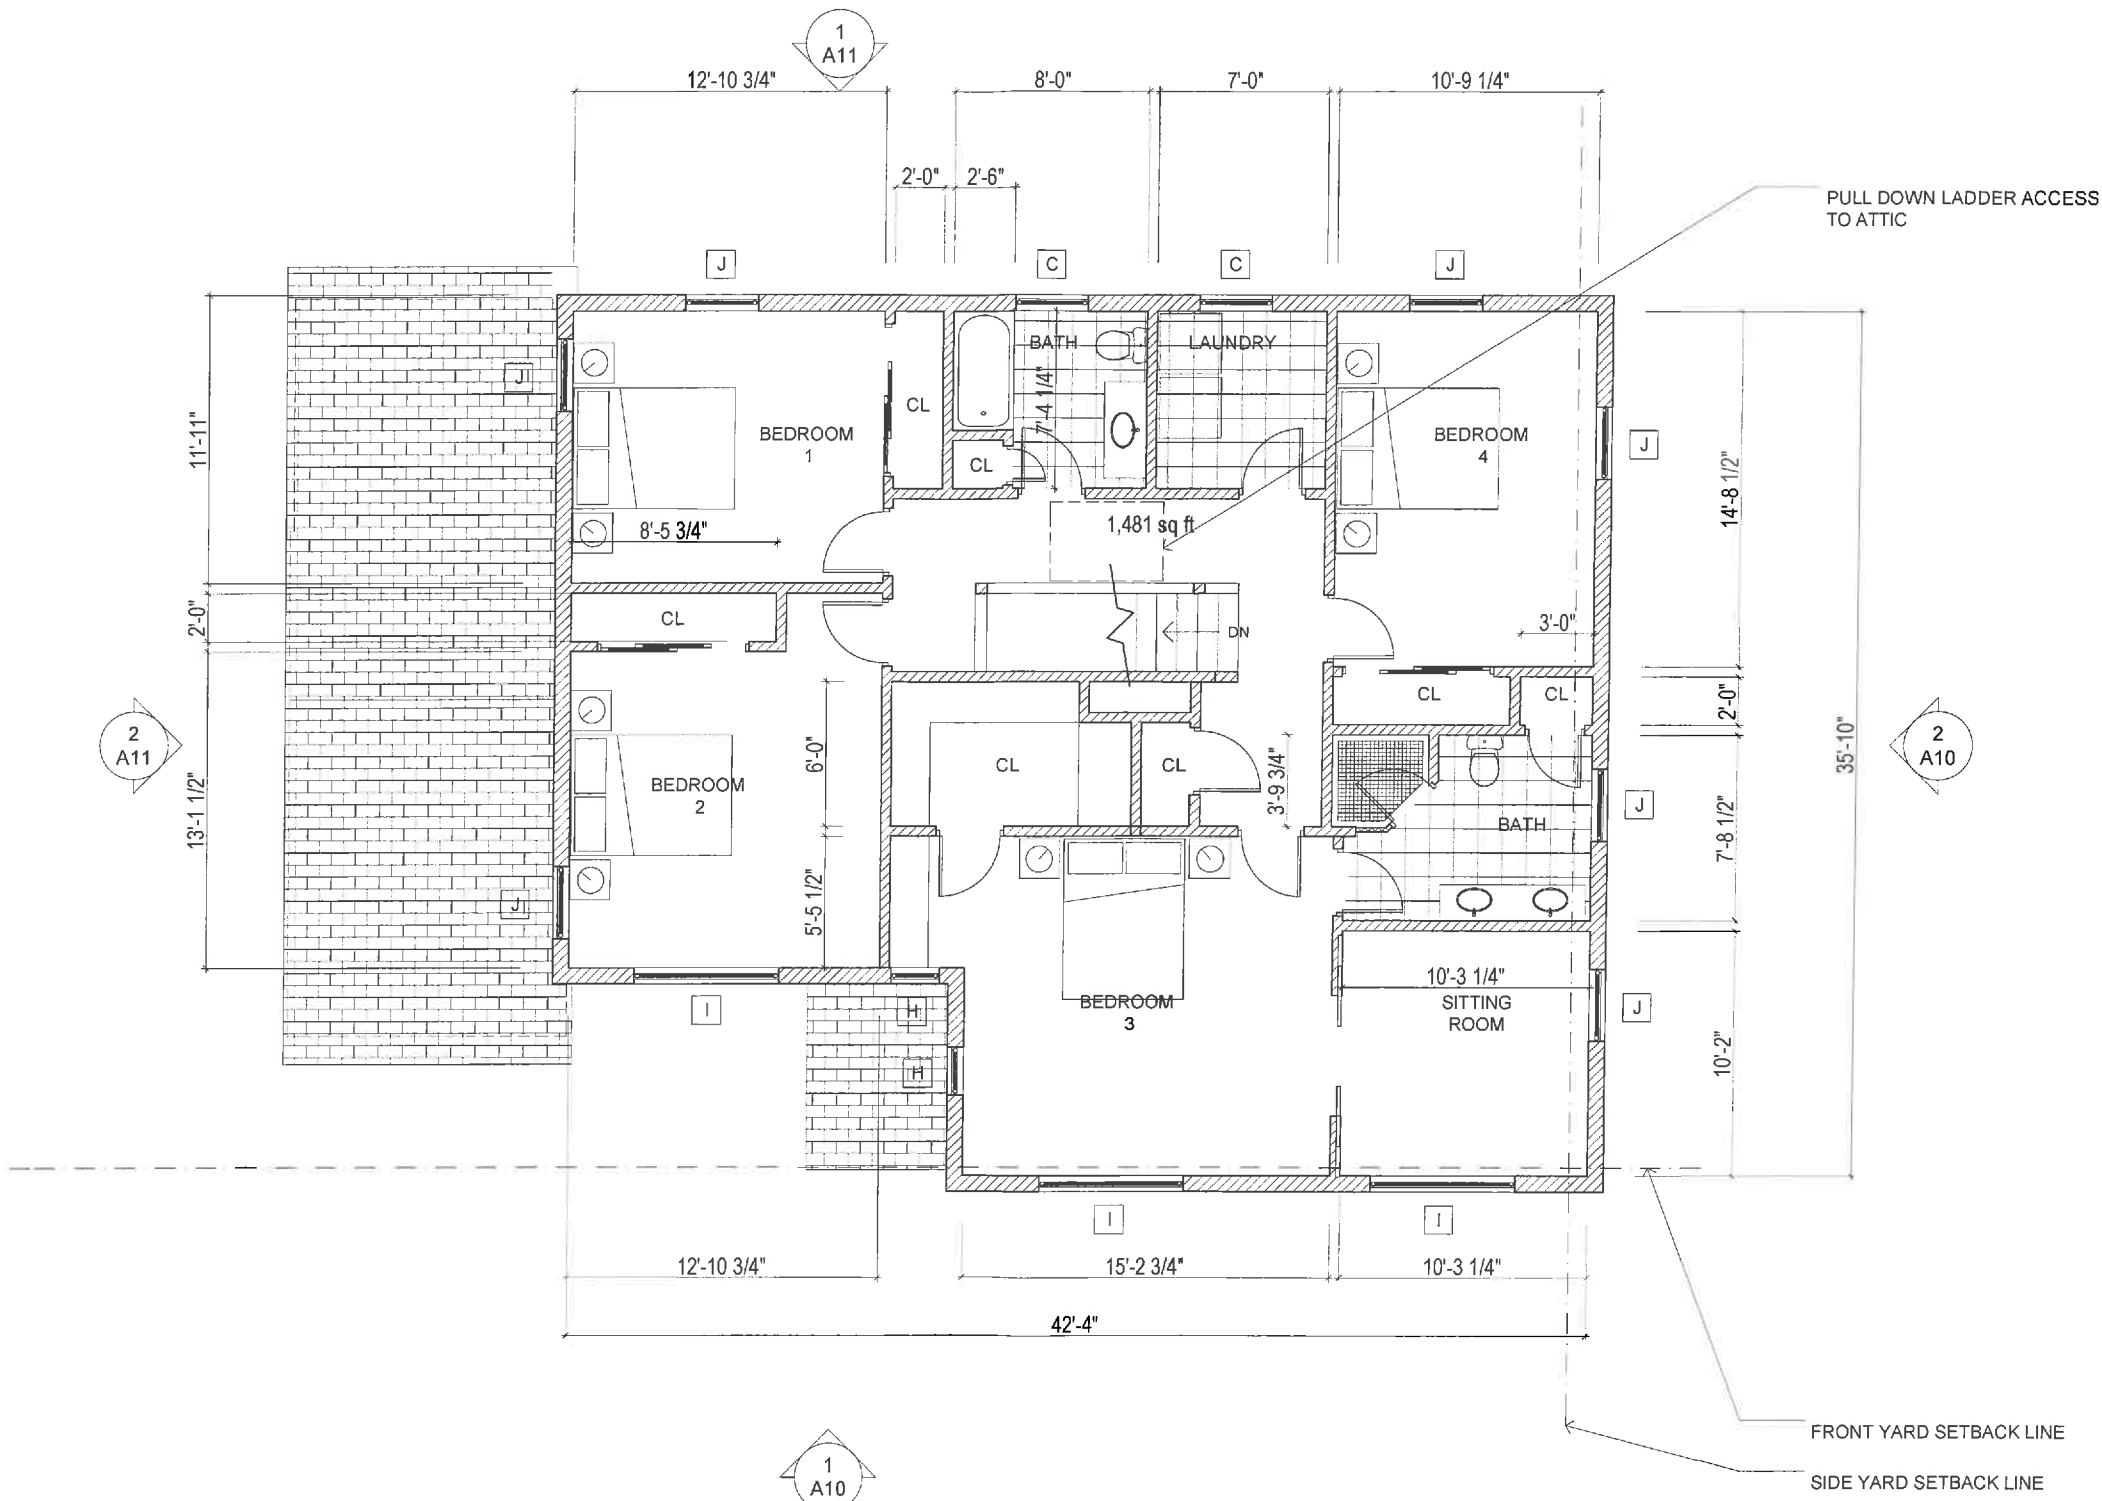 1
A11
12'-10 3/4"
8'-0"
7'-0"
10'-9 1/4"
2'-0"
2'-6"
PULL DOWN LADDER ACCESS
TO ATTIC
J
C
C
J
J
BATH
LAUNDRY
7'-4 1/4"
CL
BEDROOM
1
BEDROOM
4
J
11'-11"
CL
14'-8 1/2"
1,481 sq ft
8'-5 3/4"
2'-0"
CL
DN
3'-0"
CL
CL
2'-0"
2
A11
2
A10
35'-10"
6'-0"
CL
CL
3'-9 3/4"
BEDROOM
2
13'-1 1/2"
J
BATH
7'-8 1/2"
J
5'-5 1/2"
10'-3 1/4"
SITTING
ROOM
BEDROOM
3
I
H
J
H
10'-2"
I
I
12'-10 3/4"
15'-2 3/4"
10'-3 1/4"
42'-4"
FRONT YARD SETBACK LINE
SIDE YARD SETBACK LINE
1
A10